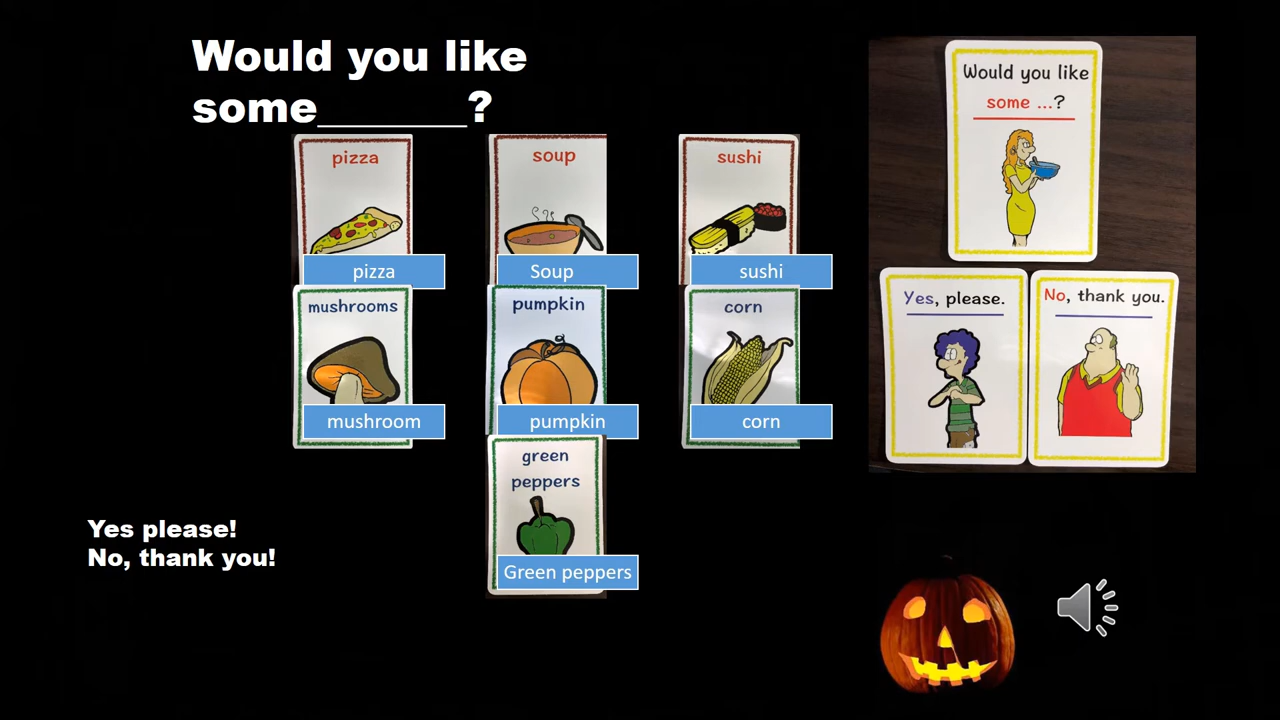 Would you like
some______?
pizza
soup
sushi
pizza
Soup
sushi
mushrooms
pumpkin
corn
mushroom
pumpkin
corn
green
peppers
Green peppers
Yes please!
No, thank you!
Would you like
some ...?
Yes, please.
No, thank you.